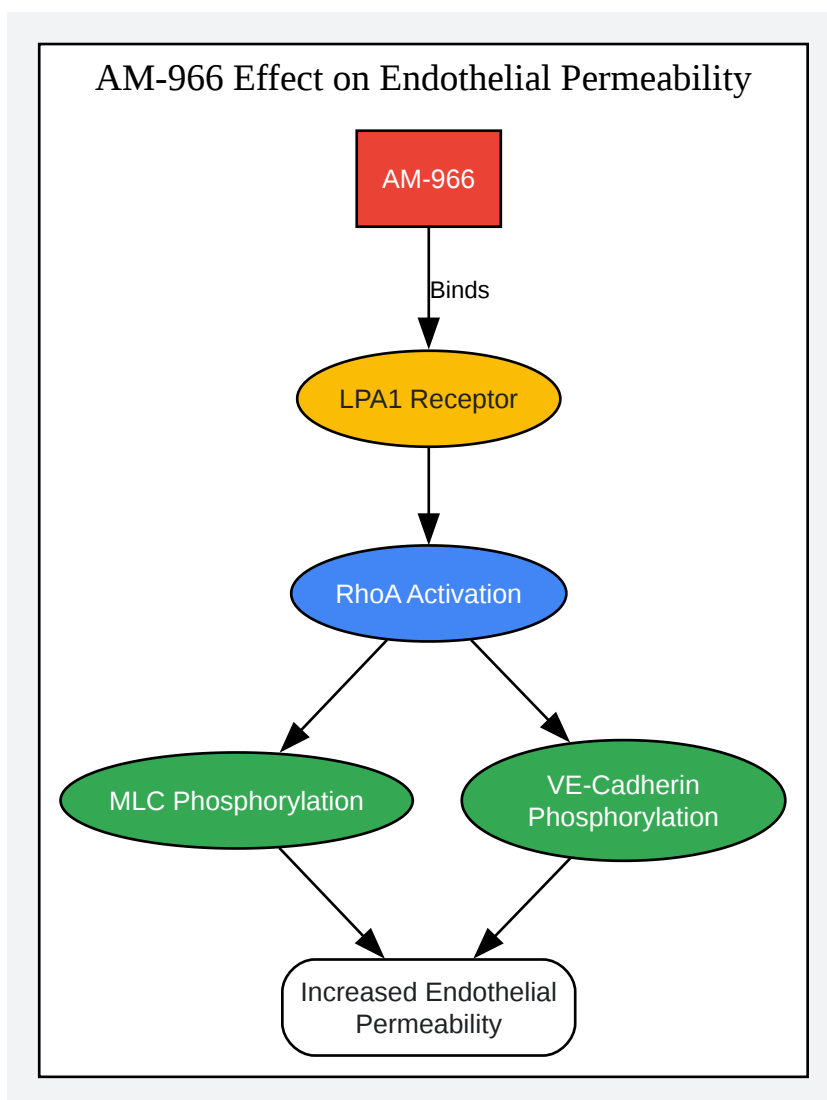 AM-966 Effect on Endothelial Permeability
AM-966
Binds
LPA1 Receptor
RhoA Activation
MLC Phosphorylation
VE-Cadherin
Phosphorylation
Increased Endothelial
Permeability